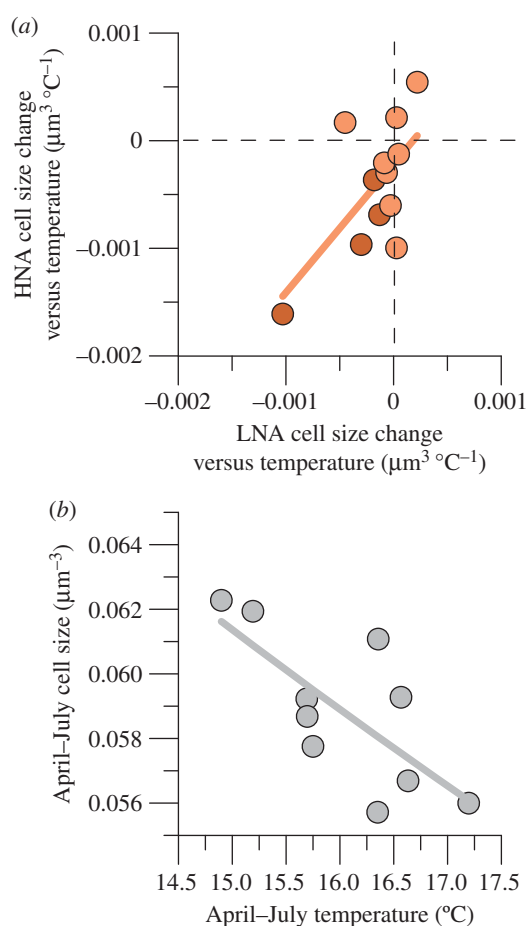 (a)
HNA cell size change
versus temperature (µm³ °C⁻¹)
0.001
0
−0.001
−0.002
−0.002 −0.001 0 0.001
LNA cell size change
versus temperature (µm³ °C⁻¹)
(b)
April–July cell size (µm⁻³)
0.064
0.062
0.060
0.058
0.056
14.5 15.0 15.5 16.0 16.5 17.0 17.5
April–July temperature (ºC)